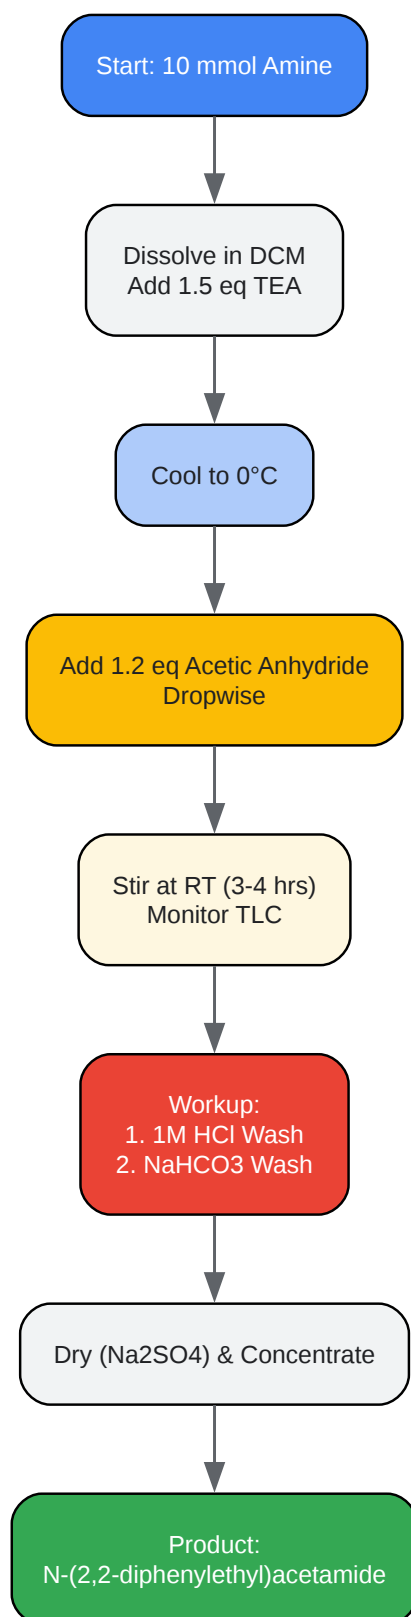 Start: 10 mmol Amine
Dissolve in DCM
Add 1.5 eq TEA
Cool to 0°C
Add 1.2 eq Acetic Anhydride
Dropwise
Stir at RT (3-4 hrs)
Monitor TLC
Workup:
1. 1M HCl Wash
2. NaHCO3 Wash
Dry (Na2SO4) & Concentrate
Product:
N-(2,2-diphenylethyl)acetamide